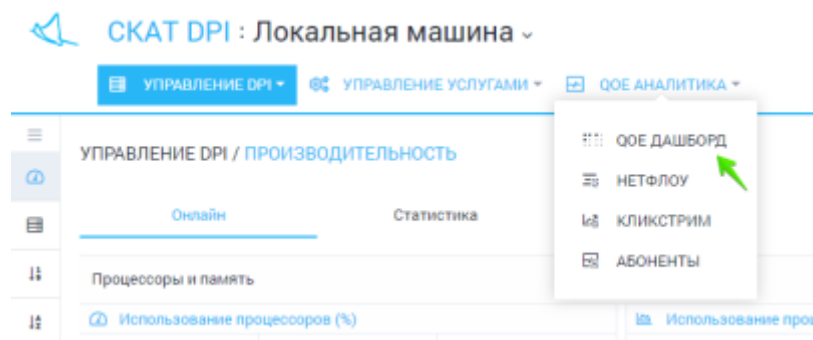 СКАТ DPI : Локальная машина
УПРАВЛЕНИЕ DPI УПРАВЛЕНИЕ УСЛУГАМИ QOE АНАЛИТИКА
QOE ДАШБОРД
НЕТФЛОУ
КЛИКСТРИМ
АБОНЕНТЫ
УПРАВЛЕНИЕ DPI / ПРОИЗВОДИТЕЛЬНОСТЬ
Онлайн Статистика
Процессоры и память
Использование процессоров (%) Использование